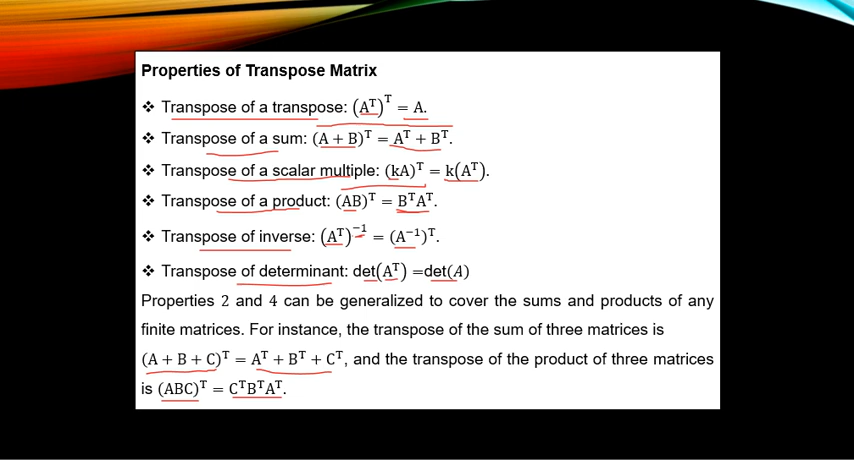 Properties of Transpose Matrix
❖ Transpose of a transpose: (Aᵀ)ᵀ = A.
❖ Transpose of a sum: (A + B)ᵀ = Aᵀ + Bᵀ.
❖ Transpose of a scalar multiple: (kA)ᵀ = k(Aᵀ).
❖ Transpose of a product: (AB)ᵀ = BᵀAᵀ.
❖ Transpose of inverse: (Aᵀ)⁻¹ = (A⁻¹)ᵀ.
❖ Transpose of determinant: det(Aᵀ) =det(A)
Properties 2 and 4 can be generalized to cover the sums and products of any
finite matrices. For instance, the transpose of the sum of three matrices is
(A + B + C)ᵀ = Aᵀ + Bᵀ + Cᵀ, and the transpose of the product of three matrices
is (ABC)ᵀ = CᵀBᵀAᵀ.